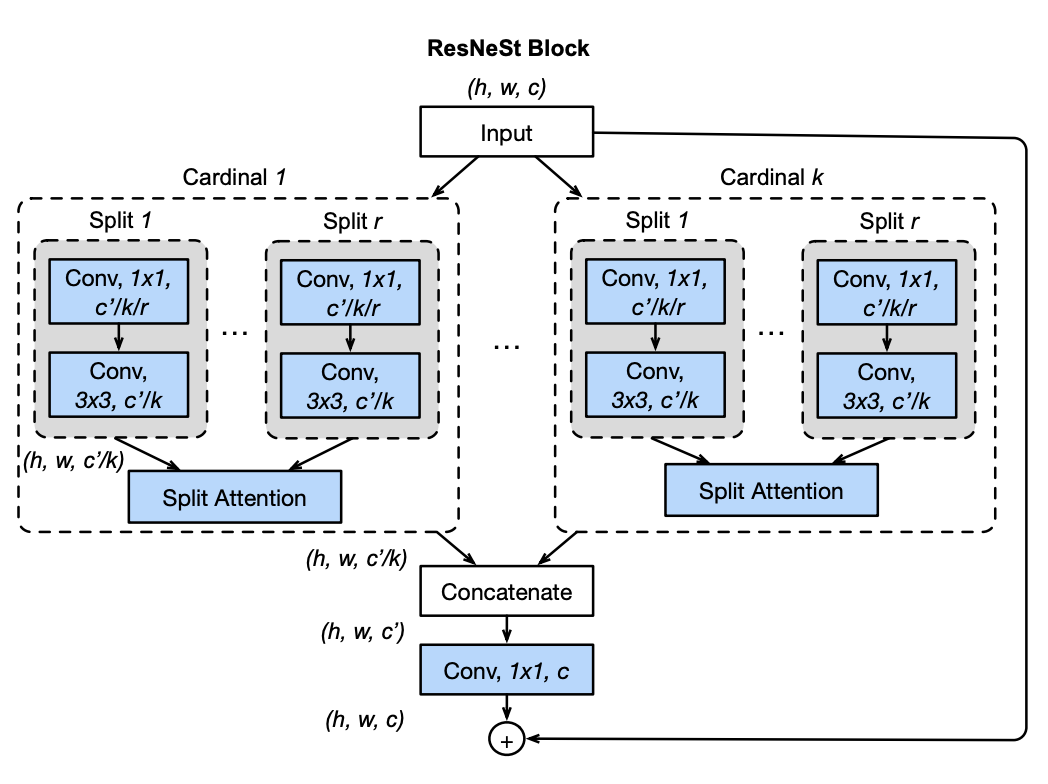 ResNeSt Block
(h, w, c)
Input
Cardinal 1
Cardinal k
Split 1
Split r
Split 1
Split r
Conv, 1x1,
c’/k/r
Conv, 1x1,
c’/k/r
Conv, 1x1,
c’/k/r
Conv, 1x1,
c’/k/r
...
...
...
Conv,
3x3, c’/k
Conv,
3x3, c’/k
Conv,
3x3, c’/k
Conv,
3x3, c’/k
(h, w, c’/k)
Split Attention
Split Attention
(h, w, c’/k)
Concatenate
(h, w, c’)
Conv, 1x1, c
(h, w, c)
+